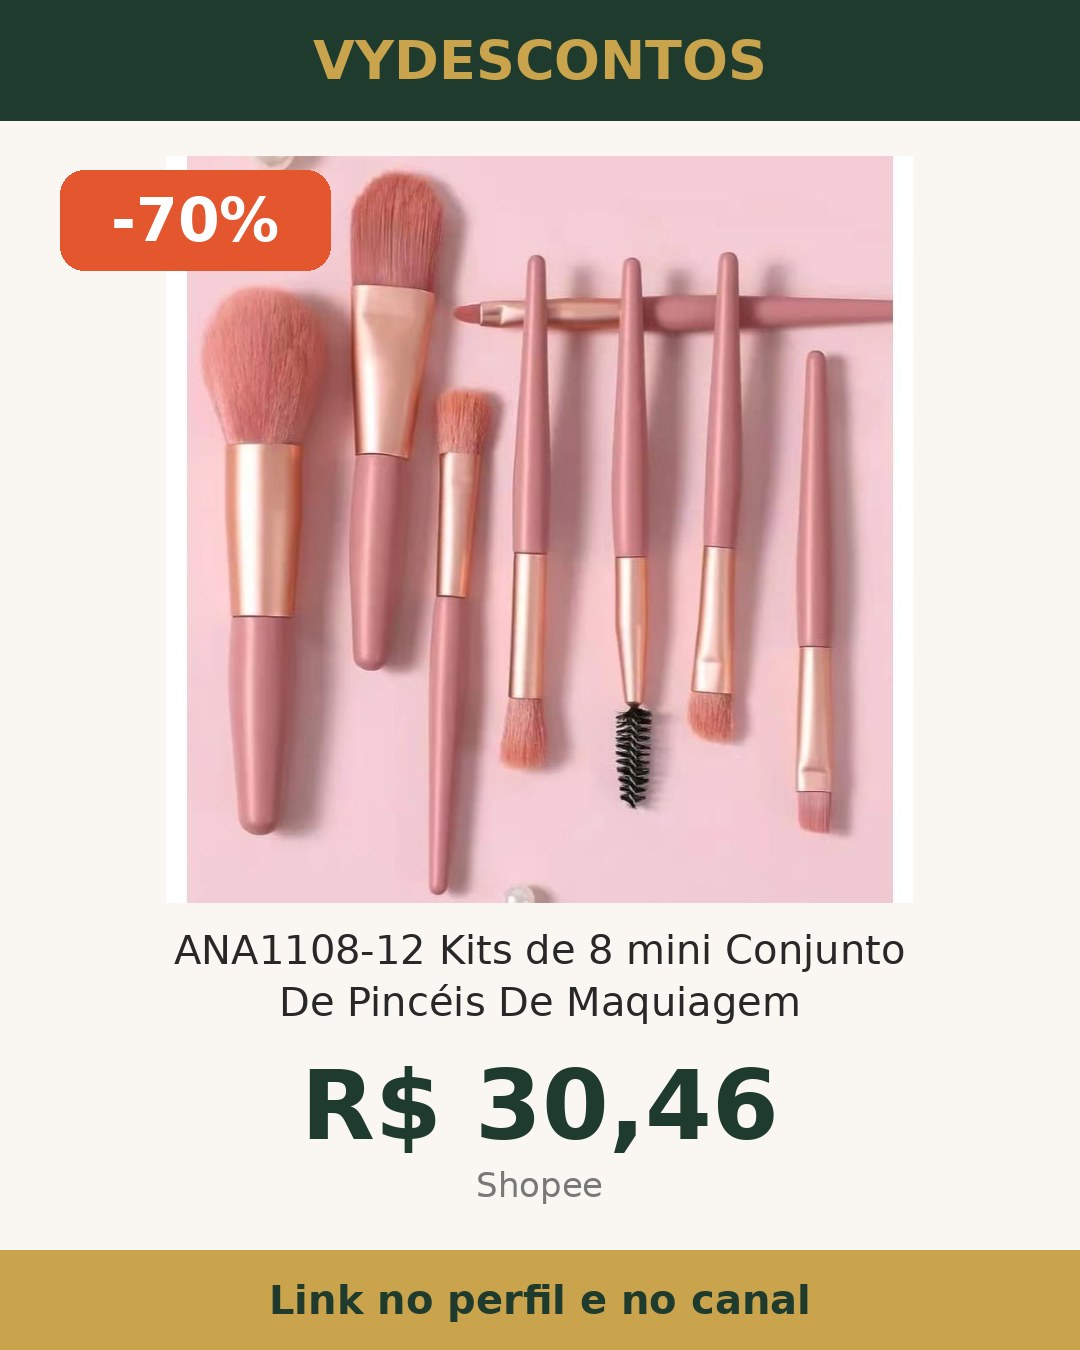 VYDESCONTOS
-70%
ANA1108-12 Kits de 8 mini Conjunto
De Pincéis De Maquiagem
R$ 30,46
Shopee
Link no perfil e no canal